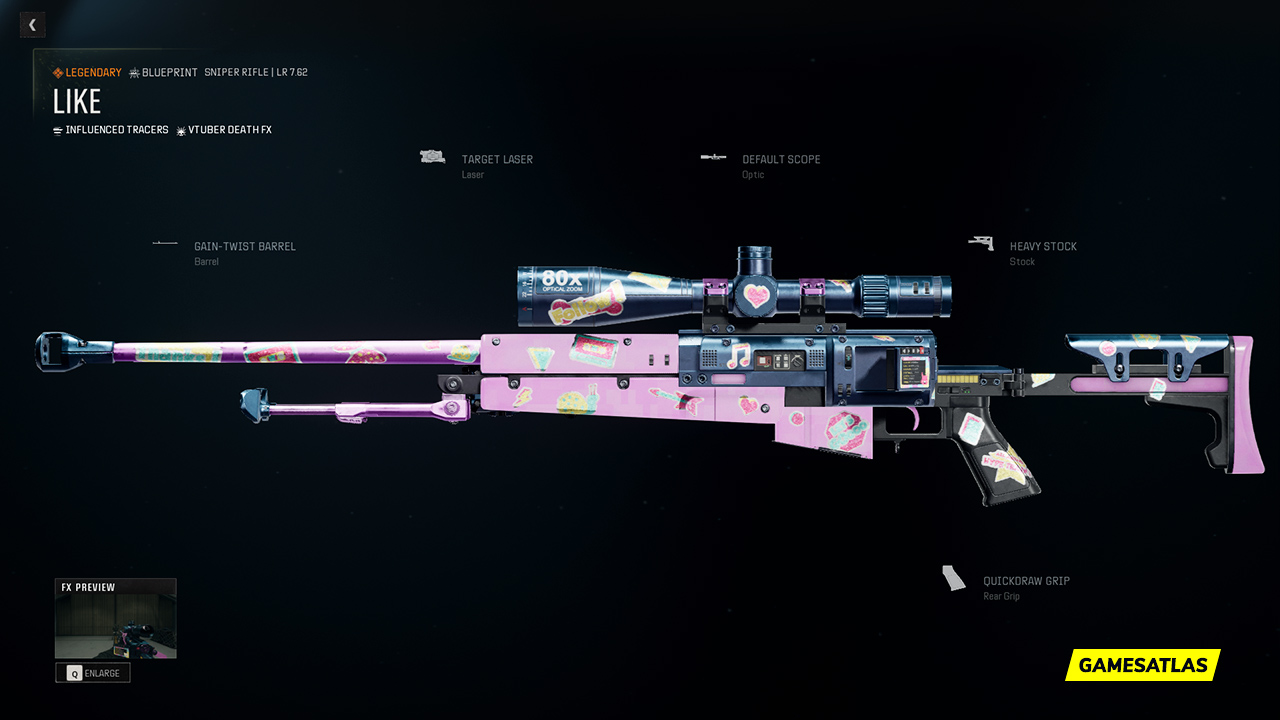 LEGENDARY BLUEPRINT SNIPER RIFLE | LR 7.62
LIKE
INFLUENCED TRACERS VTUBER DEATH FX
TARGET LASER
Laser
DEFAULT SCOPE
Optic
GAIN-TWIST BARREL
Barrel
HEAVY STOCK
Stock
80x
OPTICAL ZOOM
Follow
FX PREVIEW
QUICKDRAW GRIP
Rear Grip
Q ENLARGE
GAMESATLAS